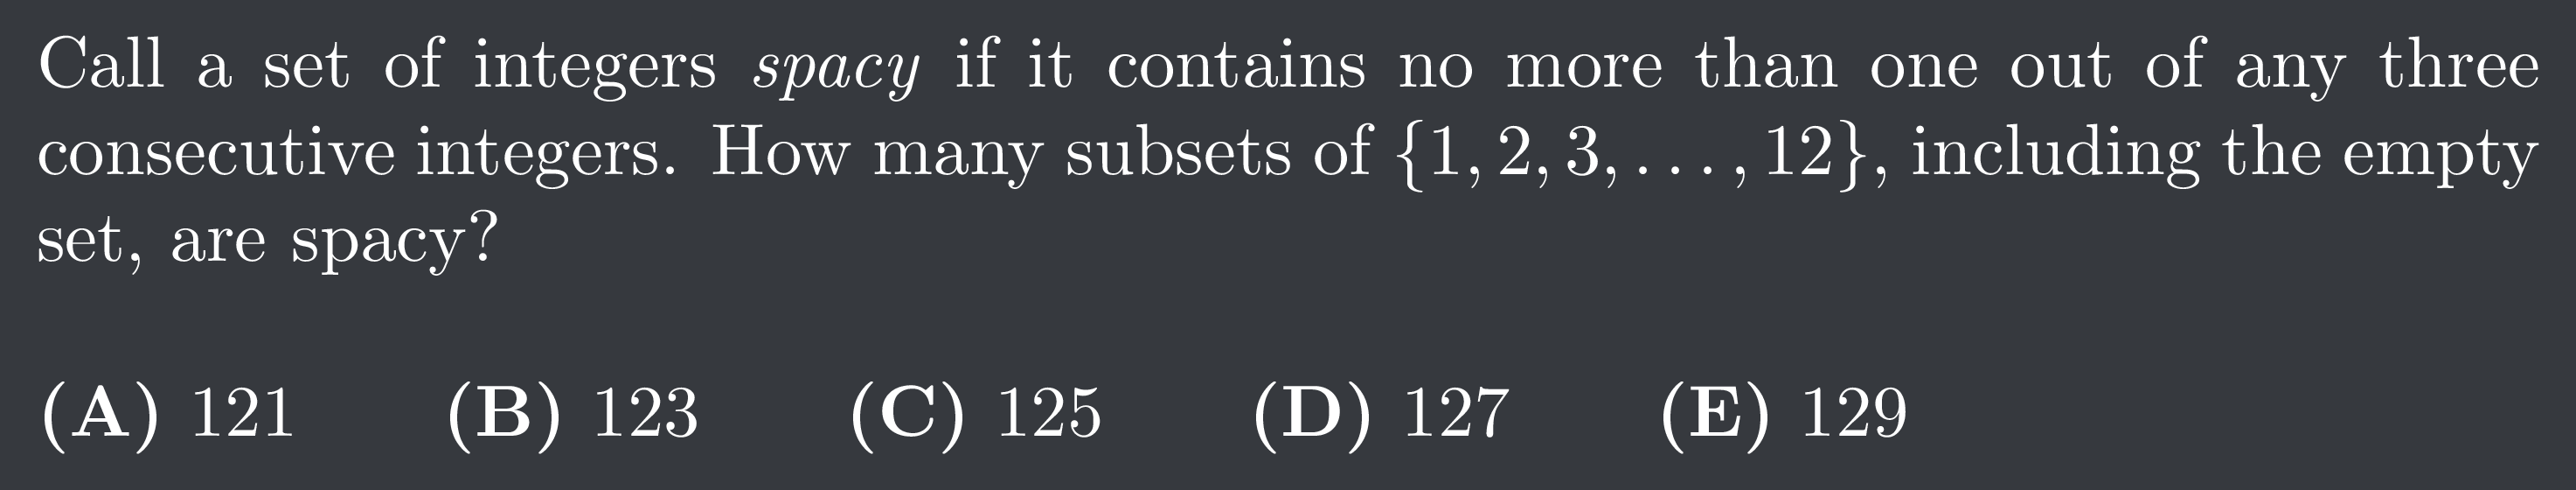 Call a set of integers spacy if it contains no more than one out of any three
consecutive integers. How many subsets of {1, 2, 3, . . . , 12}, including the empty
set, are spacy?
(A) 121 (B) 123 (C) 125 (D) 127 (E) 129